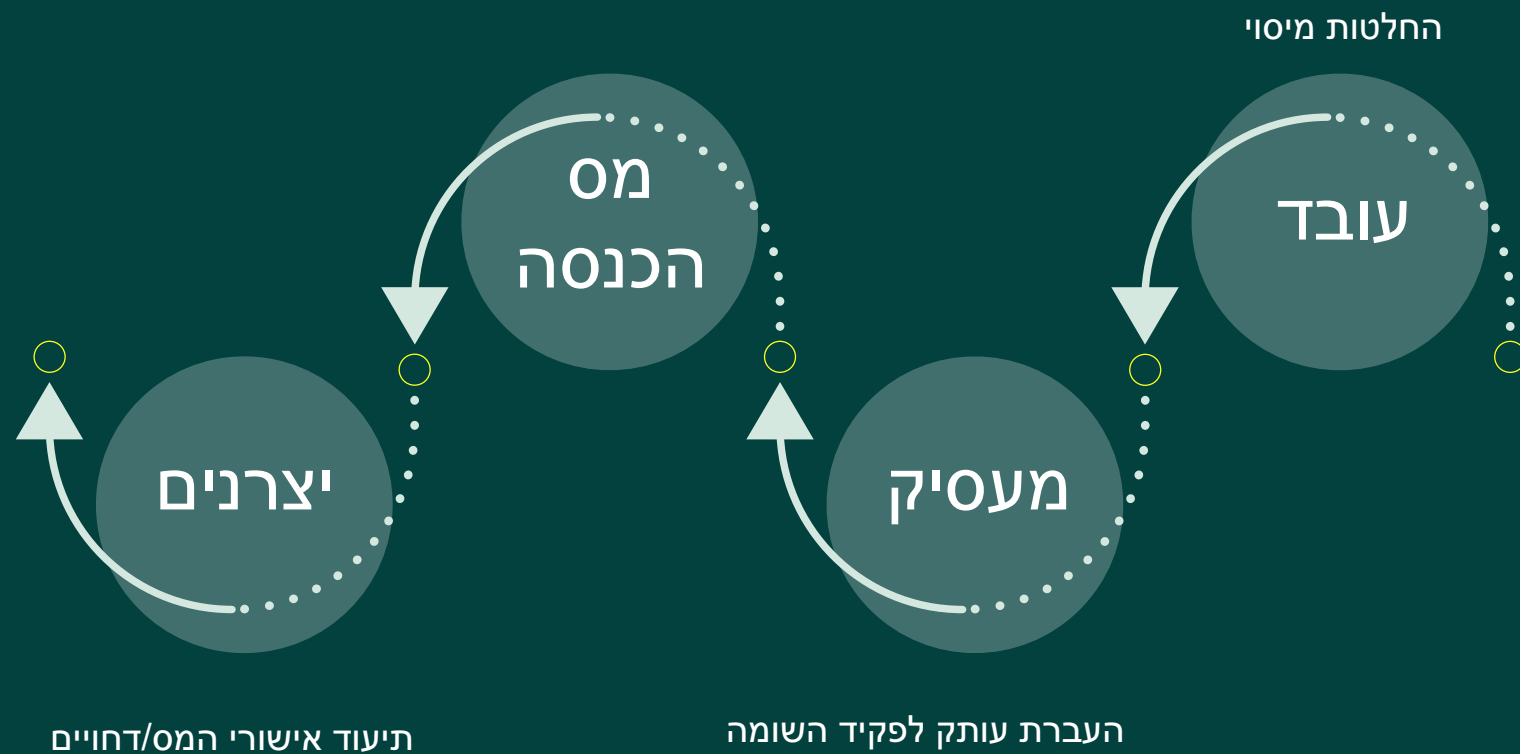 החלטות מיסוי
עובד
מעסיק
העברת עותק לפקיד השומה
מס
הכנסה
יצרנים
תיעוד אישורי המס/דחויים